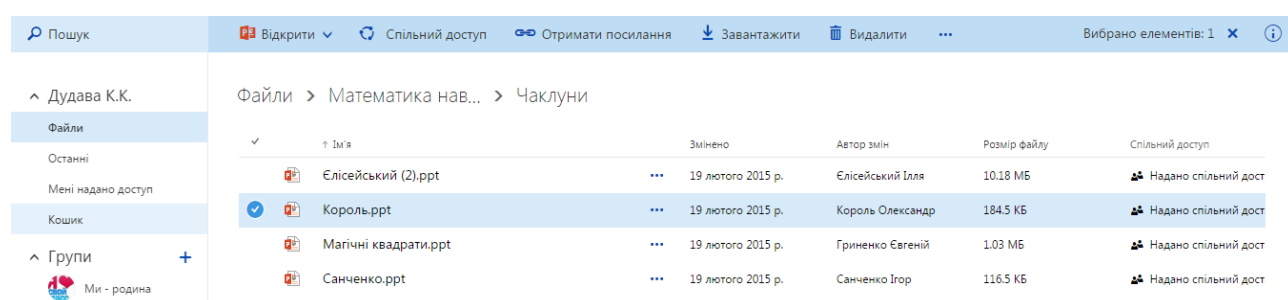 Пошук
Відкрити Спільний доступ Отримати посилання Завантажити Видалити ... Вибрано елементів: 1
Дудава К.К.
Файли
Останні
Мені надано доступ
Кошик
Групи +
Ми - родина
Файли > Математика нав... > Чаклуни
Ім'я Змінено Автор змін Розмір файлу Спільний доступ
Єлісейський (2).ppt ... 19 лютого 2015 р. Єлісейський Ілля 10.18 МБ Надано спільний дост
Король.ppt ... 19 лютого 2015 р. Король Олександр 184.5 КБ Надано спільний дост
Магічні квадрати.ppt ... 19 лютого 2015 р. Гриненко Євгеній 1.03 МБ Надано спільний дост
Санченко.ppt ... 19 лютого 2015 р. Санченко Ігор 116.5 КБ Надано спільний дост